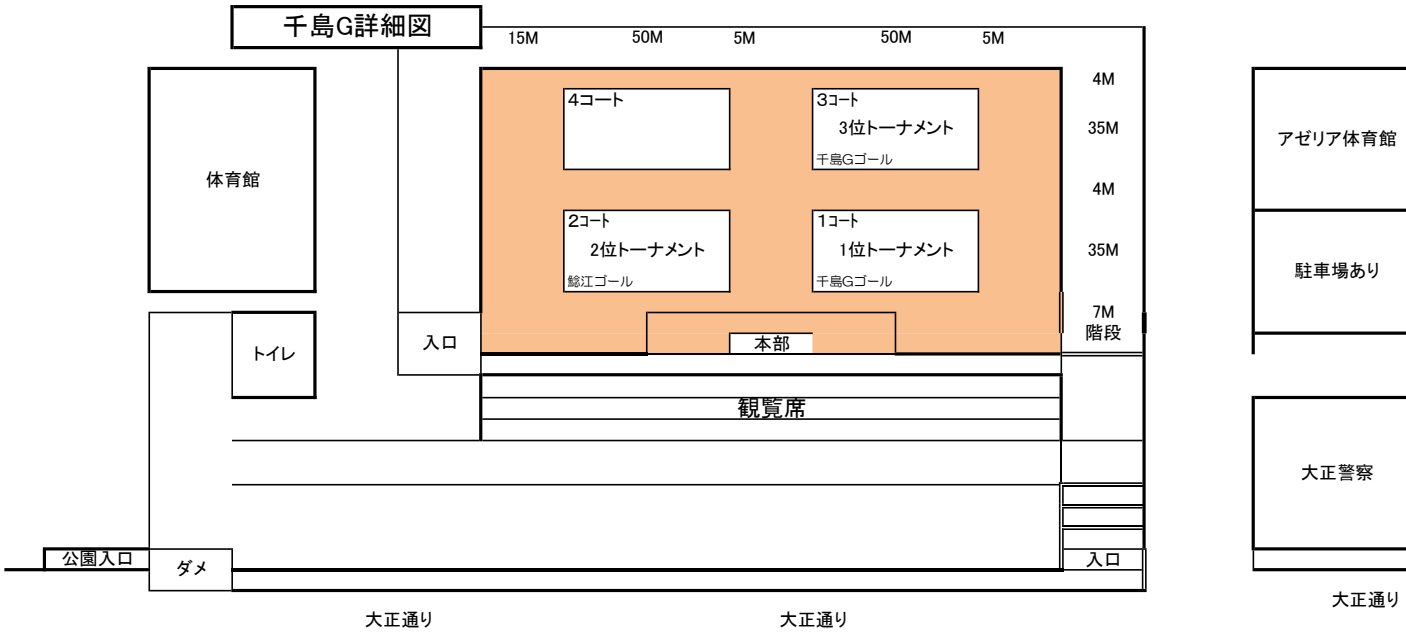 千島G詳細図
15M 50M 5M 50M 5M
4M
4コート
3コート
3位トーナメント
千島Gゴール
35M
アゼリア体育館
体育館
4M
2コート
2位トーナメント
鯰江ゴール
1コート
1位トーナメント
千島Gゴール
35M
駐車場あり
7M
階段
トイレ
入口
本部
観覧席
大正警察
公園入口
ダメ
入口
大正通り
大正通り
大正通り